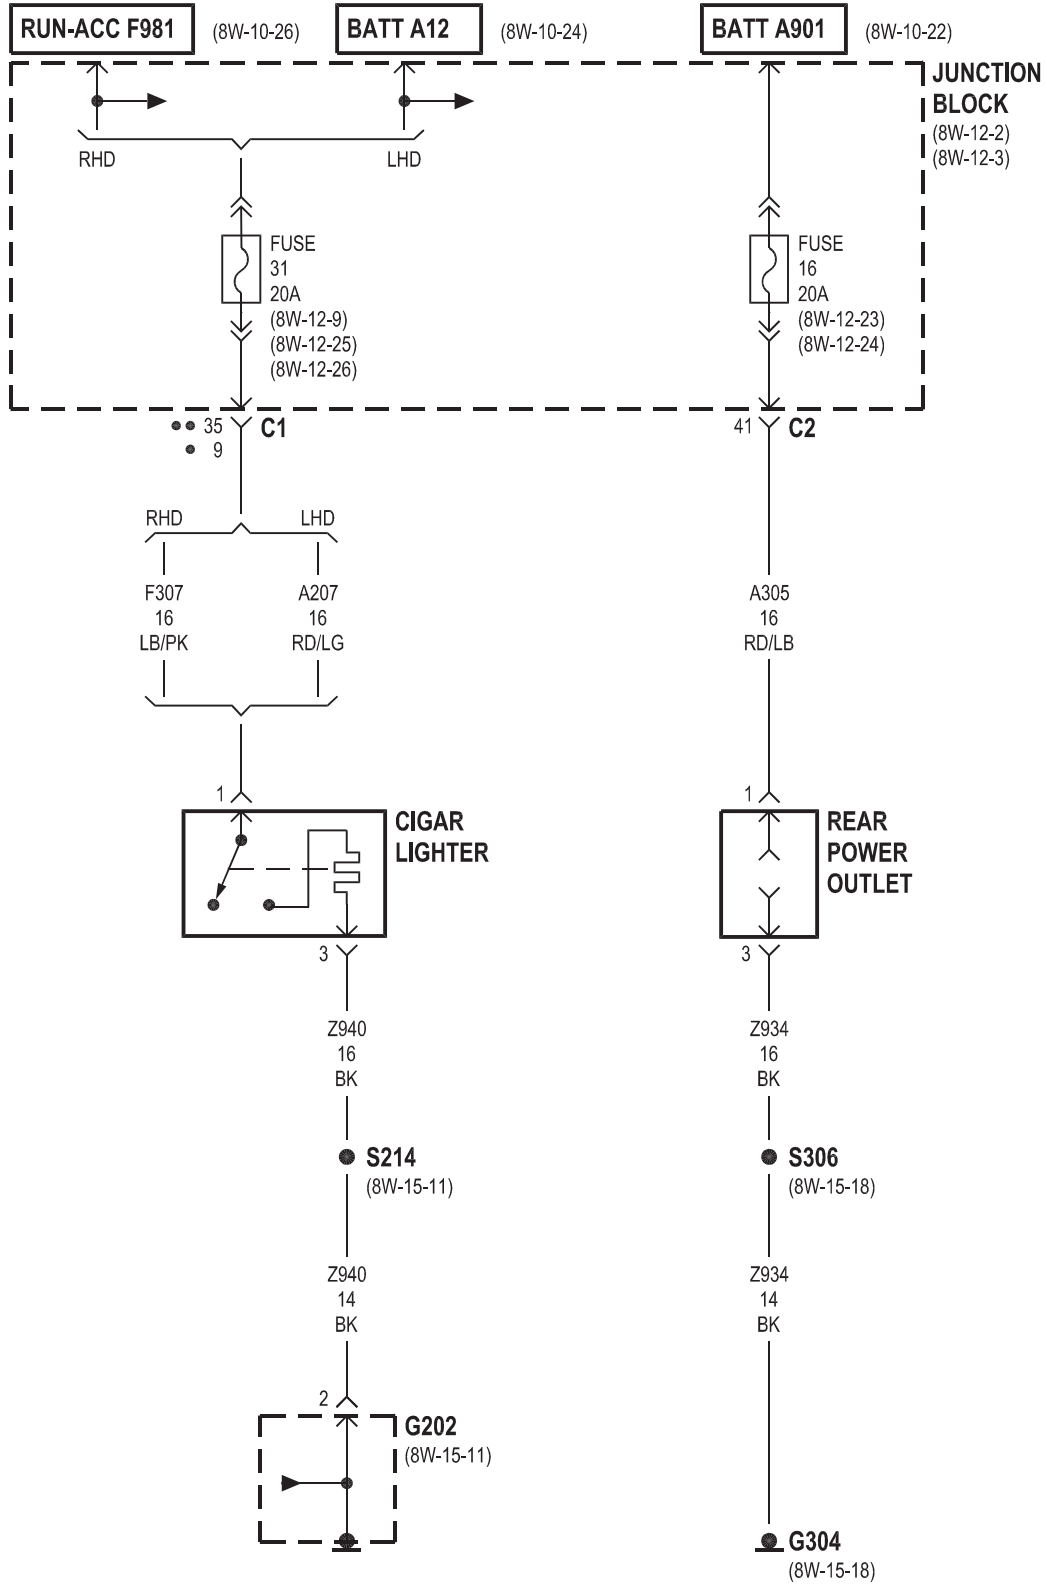 RUN-ACC F981 (8W-10-26) BATT A12 (8W-10-24) BATT A901 (8W-10-22)
JUNCTION
BLOCK
(8W-12-2)
(8W-12-3)
RHD LHD
FUSE
31
20A
(8W-12-9)
(8W-12-25)
(8W-12-26)
FUSE
16
20A
(8W-12-23)
(8W-12-24)
•• 35 C1
• 9
41 C2
RHD LHD
F307
16
LB/PK
A207
16
RD/LG
A305
16
RD/LB
1
CIGAR
LIGHTER
3
1
REAR
POWER
OUTLET
3
Z940
16
BK
Z934
16
BK
S214
(8W-15-11)
S306
(8W-15-18)
Z940
14
BK
Z934
14
BK
2
G202
(8W-15-11)
G304
(8W-15-18)